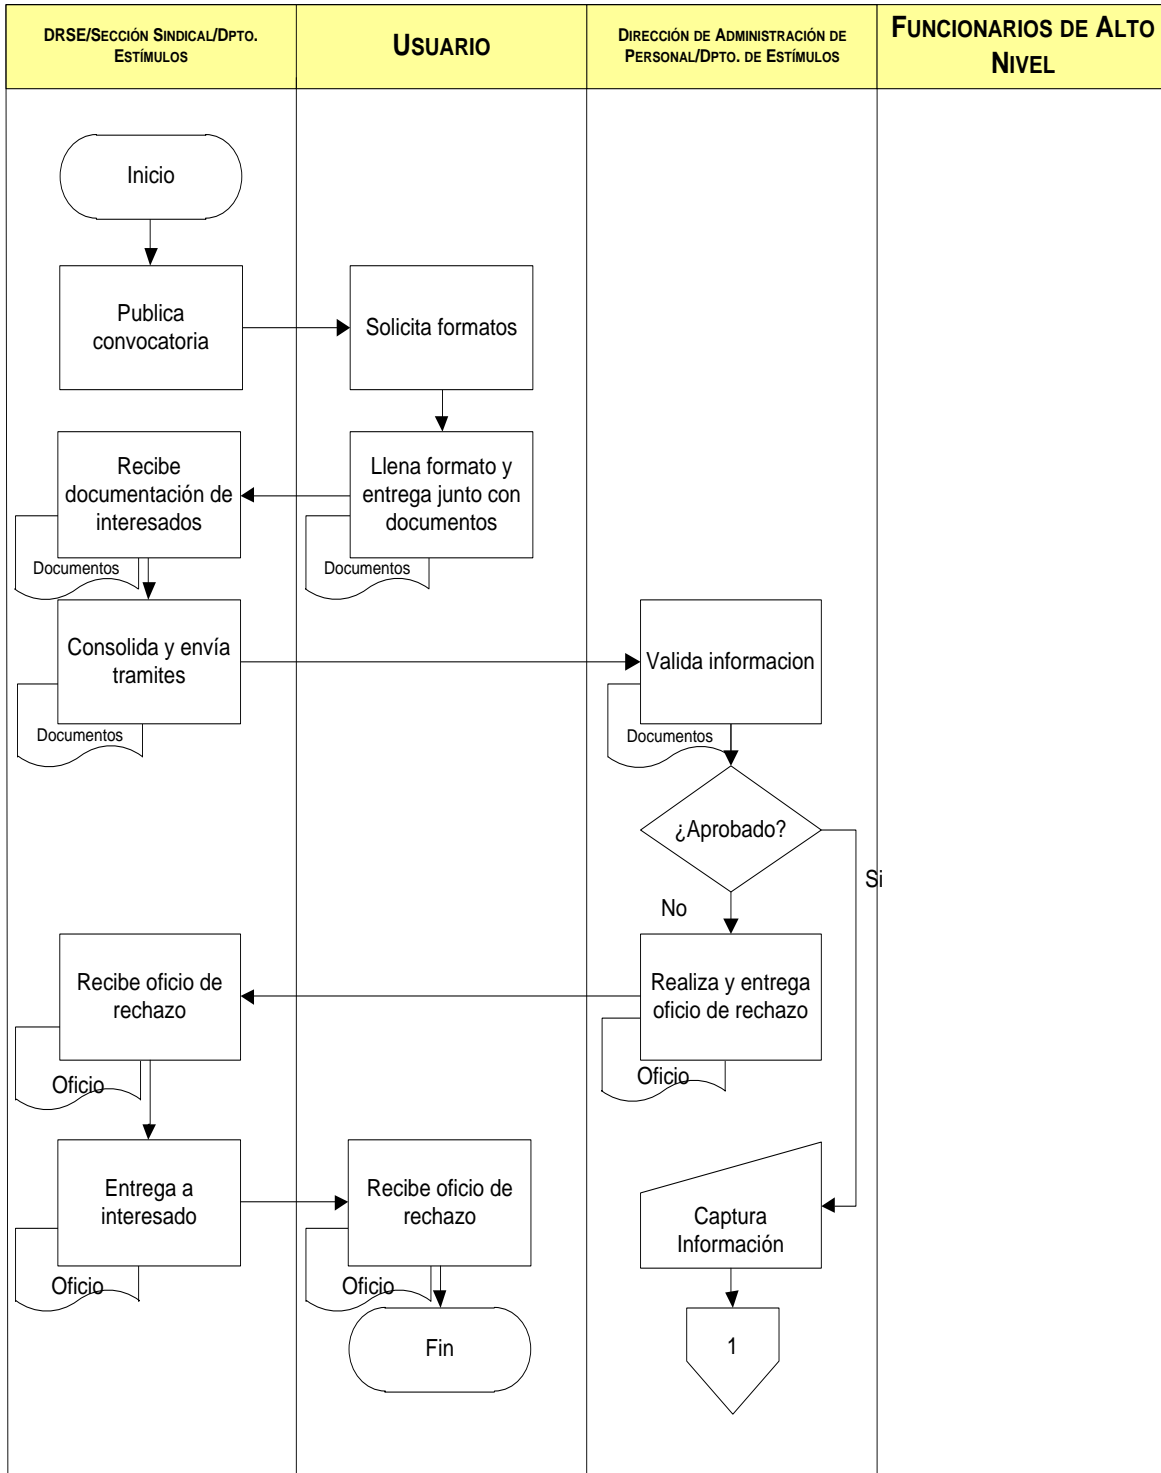 DRSE/SECCIÓN SINDICAL/DPTO.
ESTÍMULOS
USUARIO
DIRECCIÓN DE ADMINISTRACIÓN DE
PERSONAL/DPTO. DE ESTÍMULOS
FUNCIONARIOS DE ALTO
NIVEL
Inicio
Publica
convocatoria
Solicita formatos
Recibe
documentación de
interesados
Documentos
Llena formato y
entrega junto con
documentos
Documentos
Consolida y envía
tramites
Documentos
Valida informacion
Documentos
¿Aprobado?
Si
No
Recibe oficio de
rechazo
Oficio
Realiza y entrega
oficio de rechazo
Oficio
Entrega a
interesado
Oficio
Recibe oficio de
rechazo
Oficio
Captura
Información
Fin
1